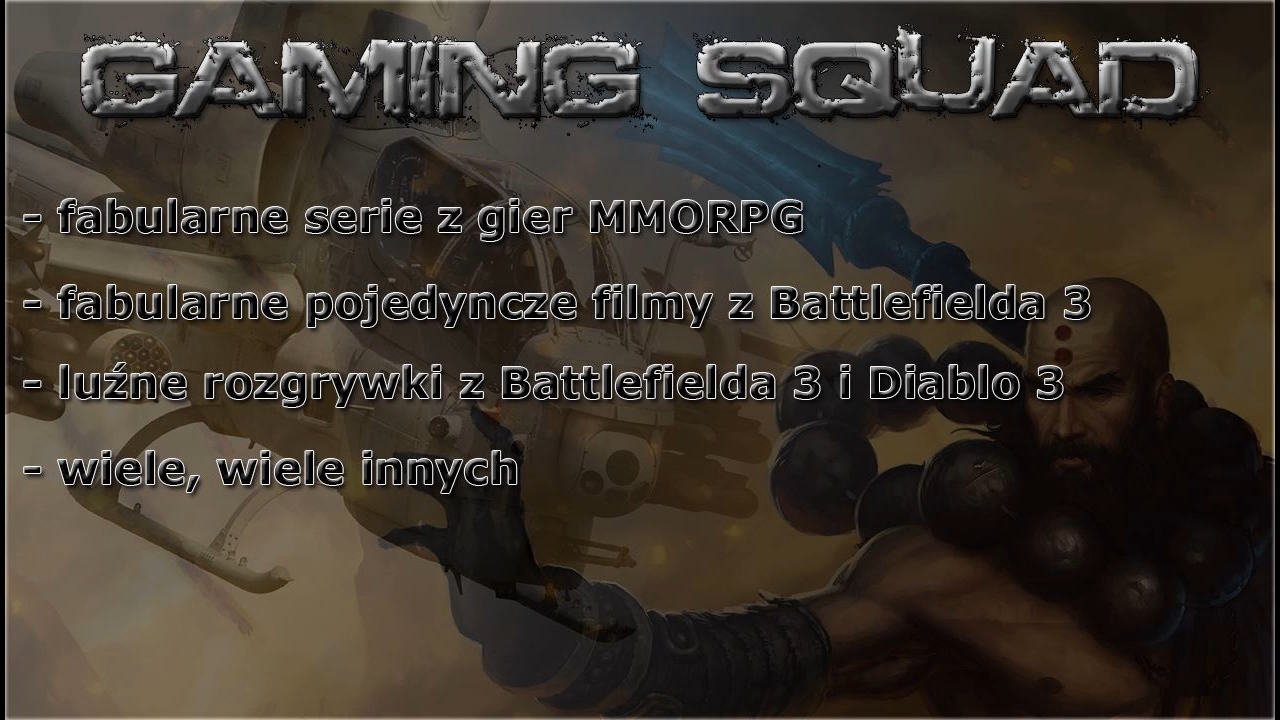 GAMING SQUAD
- fabularne serie z gier MMORPG
- fabularne pojedyncze filmy z Battlefielda 3
- luźne rozgrywki z Battlefielda 3 i Diablo 3
- wiele, wiele innych